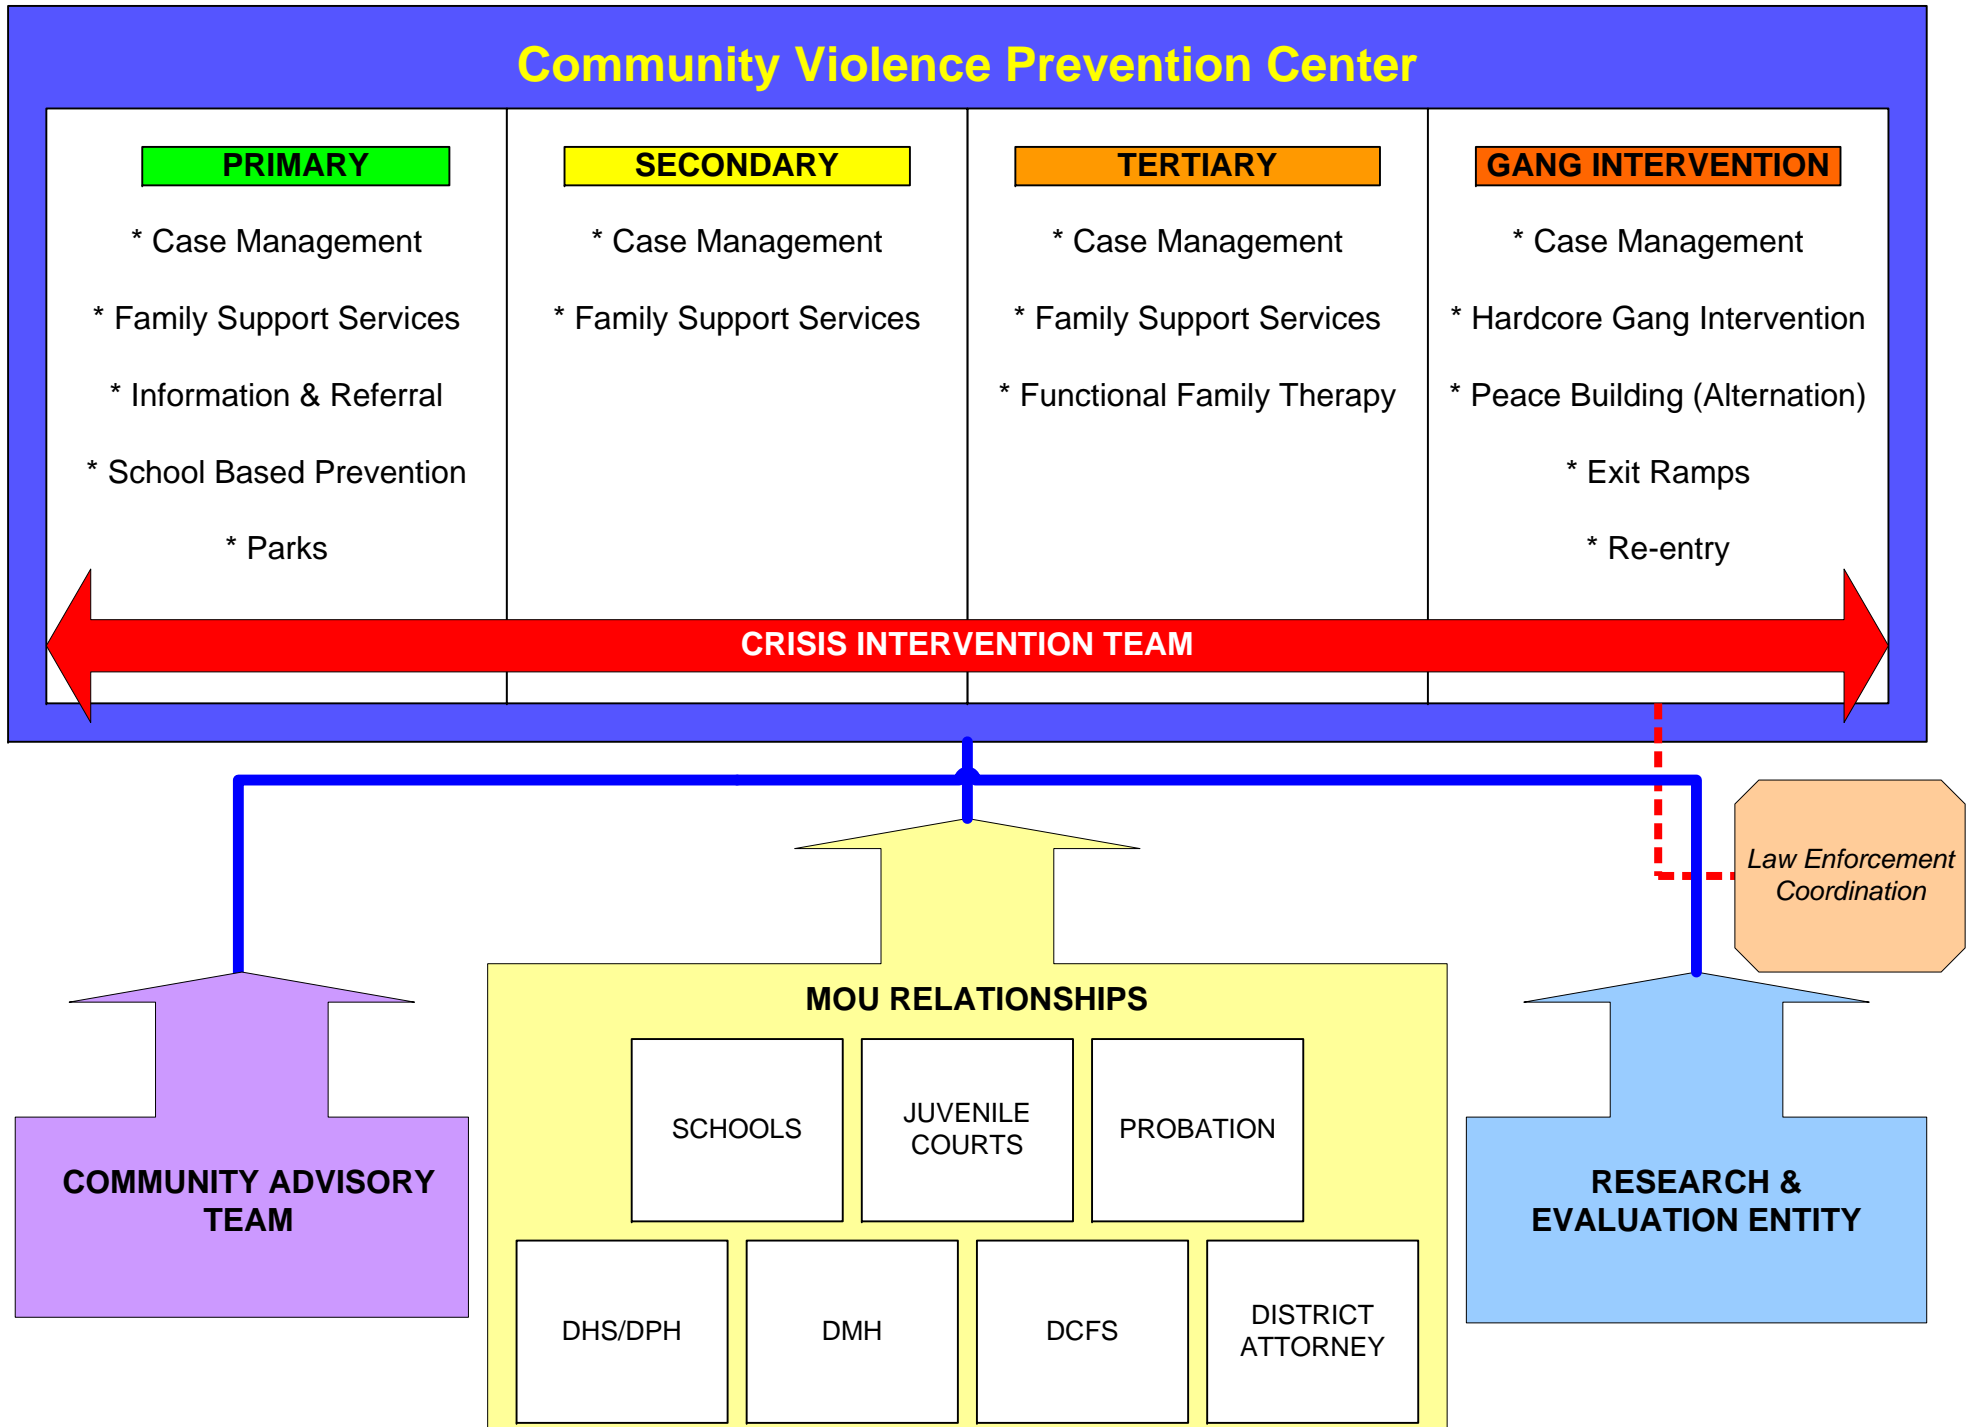 Community Violence Prevention Center
PRIMARY
* Case Management
* Family Support Services
* Information & Referral
* School Based Prevention
* Parks
SECONDARY
* Case Management
* Family Support Services
TERTIARY
* Case Management
* Family Support Services
* Functional Family Therapy
GANG INTERVENTION
* Case Management
* Hardcore Gang Intervention
* Peace Building (Alternation)
* Exit Ramps
* Re-entry
CRISIS INTERVENTION TEAM
Law Enforcement
Coordination
COMMUNITY ADVISORY
TEAM
MOU RELATIONSHIPS
SCHOOLS
JUVENILE
COURTS
PROBATION
DHS/DPH
DMH
DCFS
DISTRICT
ATTORNEY
RESEARCH &
EVALUATION ENTITY